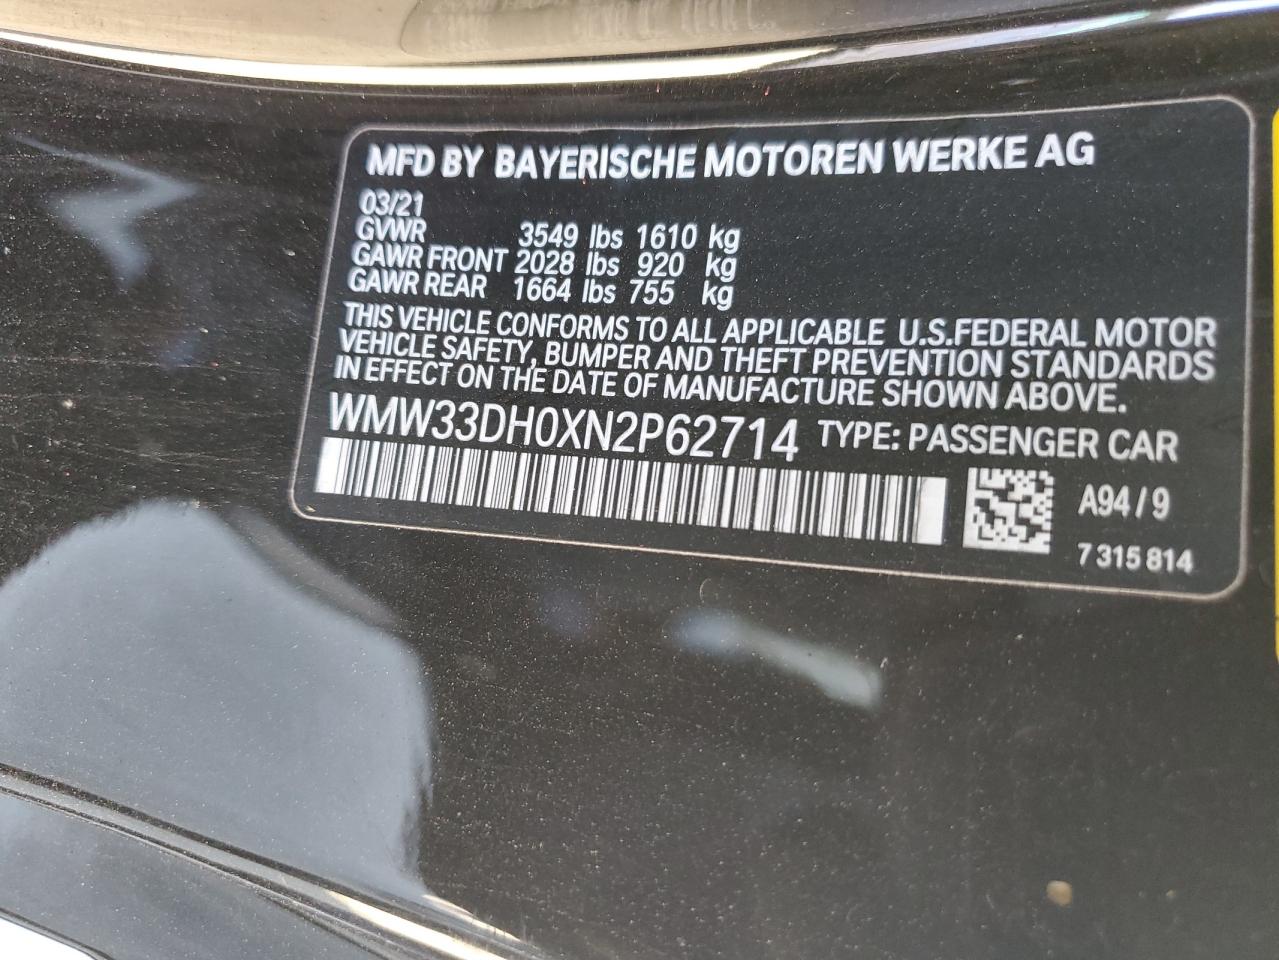 MFD BY BAYERISCHE MOTOREN WERKE AG
03/21
GVWR 3549 lbs 1610 kg
GAWR FRONT 2028 lbs 920 kg
GAWR REAR 1664 lbs 755 kg
THIS VEHICLE CONFORMS TO ALL APPLICABLE U.S.FEDERAL MOTOR
VEHICLE SAFETY, BUMPER AND THEFT PREVENTION STANDARDS
IN EFFECT ON THE DATE OF MANUFACTURE SHOWN ABOVE.
WMW33DH0XN2P62714 TYPE: PASSENGER CAR
A94/9
7 315 814